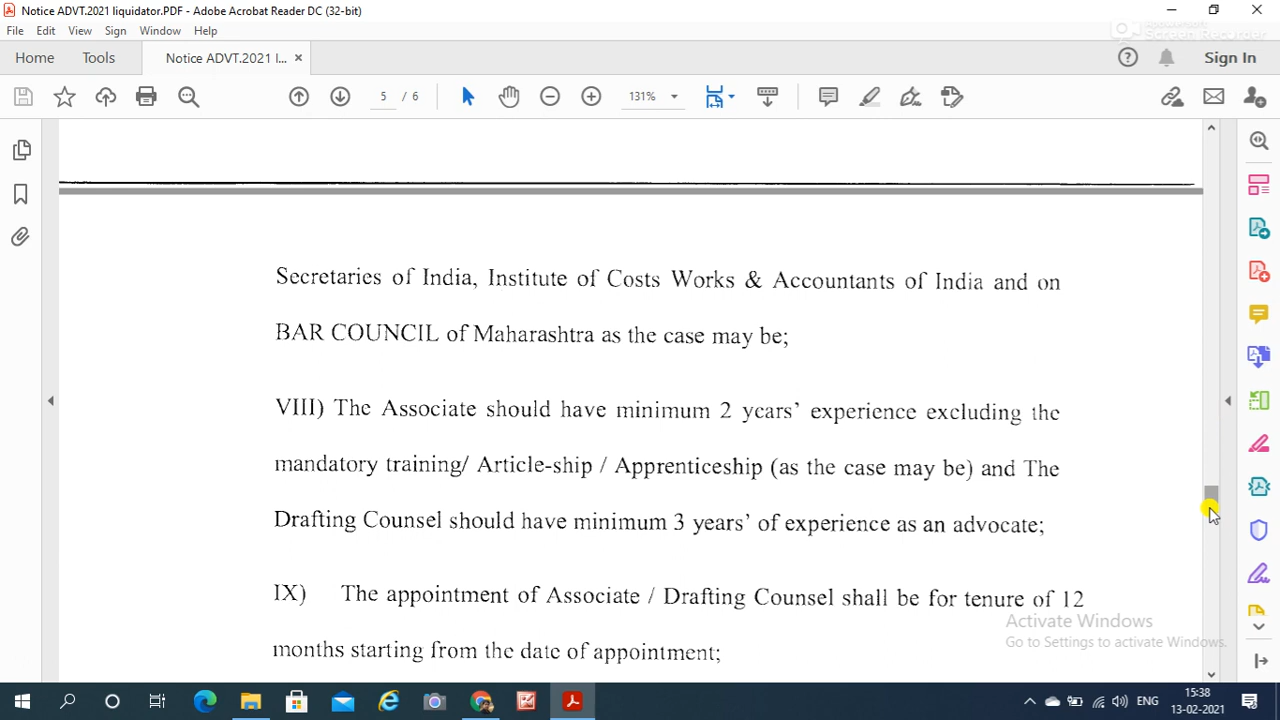 Notice ADVT.2021 liquidator.PDF - Adobe Acrobat Reader DC (32-bit)
File Edit View Sign Window Help
Screen Recorder
Home Tools Notice ADVT.2021 l... Sign In
5 / 6 131%
Secretaries of India, Institute of Costs Works & Accountants of India and on
BAR COUNCIL of Maharashtra as the case may be;
VIII) The Associate should have minimum 2 years' experience excluding the
mandatory training/ Article-ship / Apprenticeship (as the case may be) and The
Drafting Counsel should have minimum 3 years' of experience as an advocate;
IX) The appointment of Associate / Drafting Counsel shall be for tenure of 12
months starting from the date of appointment;
Activate Windows
Go to Settings to activate Windows.
ENG
15:38
13-02-2021